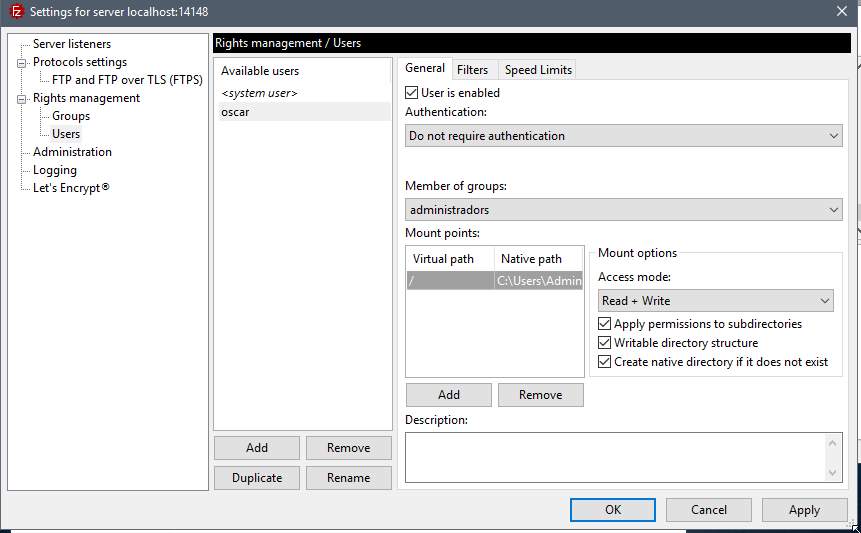 Settings for server localhost:14148
Server listeners
Protocols settings
FTP and FTP over TLS (FTPS)
Rights management
Groups
Users
Administration
Logging
Let's Encrypt®
Rights management / Users
Available users
<system user>
oscar
Add Remove
Duplicate Rename
General Filters Speed Limits
User is enabled
Authentication:
Do not require authentication
Member of groups:
administradors
Mount points:
Virtual path Native path
/ C:\Users\Admin
Add Remove
Mount options
Access mode:
Read + Write
Apply permissions to subdirectories
Writable directory structure
Create native directory if it does not exist
Description:
OK Cancel Apply